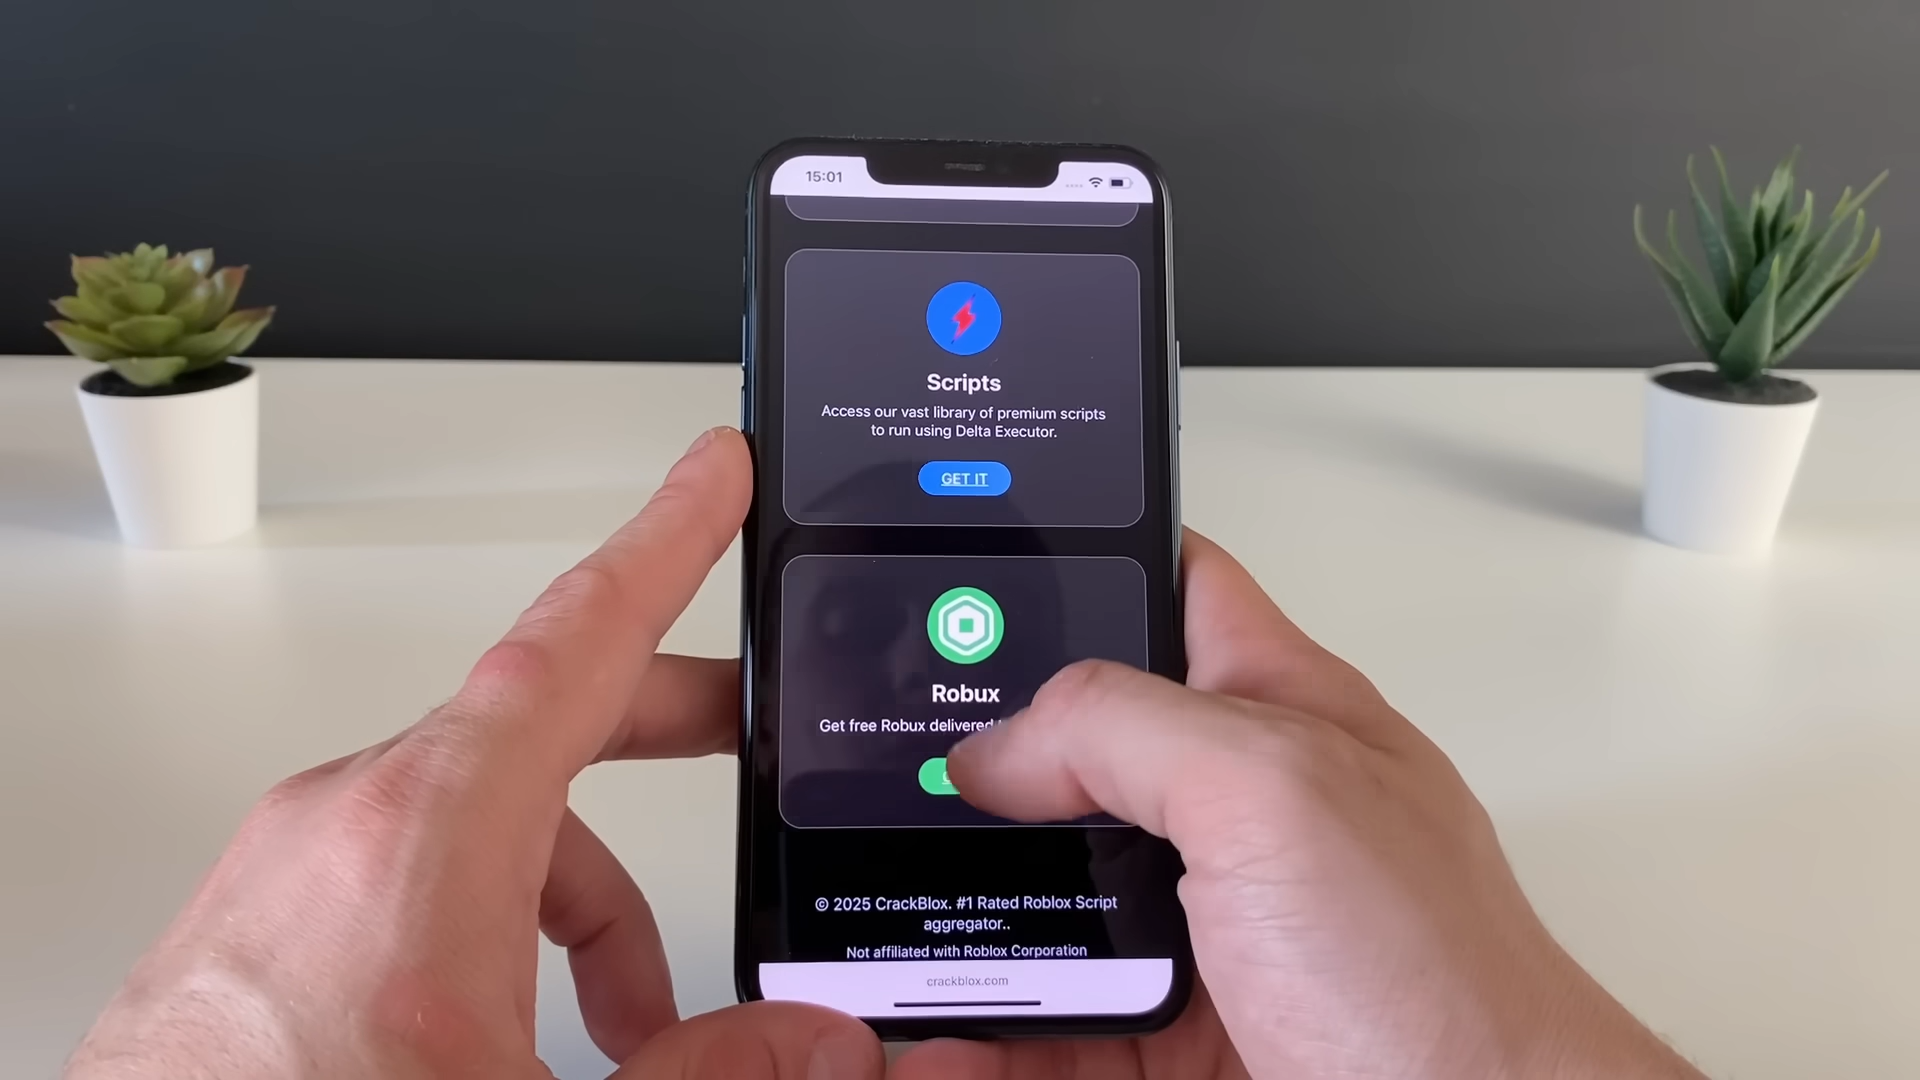 15:01
Scripts
Access our vast library of premium scripts
to run using Delta Executor.
GET IT
Robux
Get free Robux delivered
© 2025 CrackBlox. #1 Rated Roblox Script
aggregator..
Not affiliated with Roblox Corporation
crackblox.com